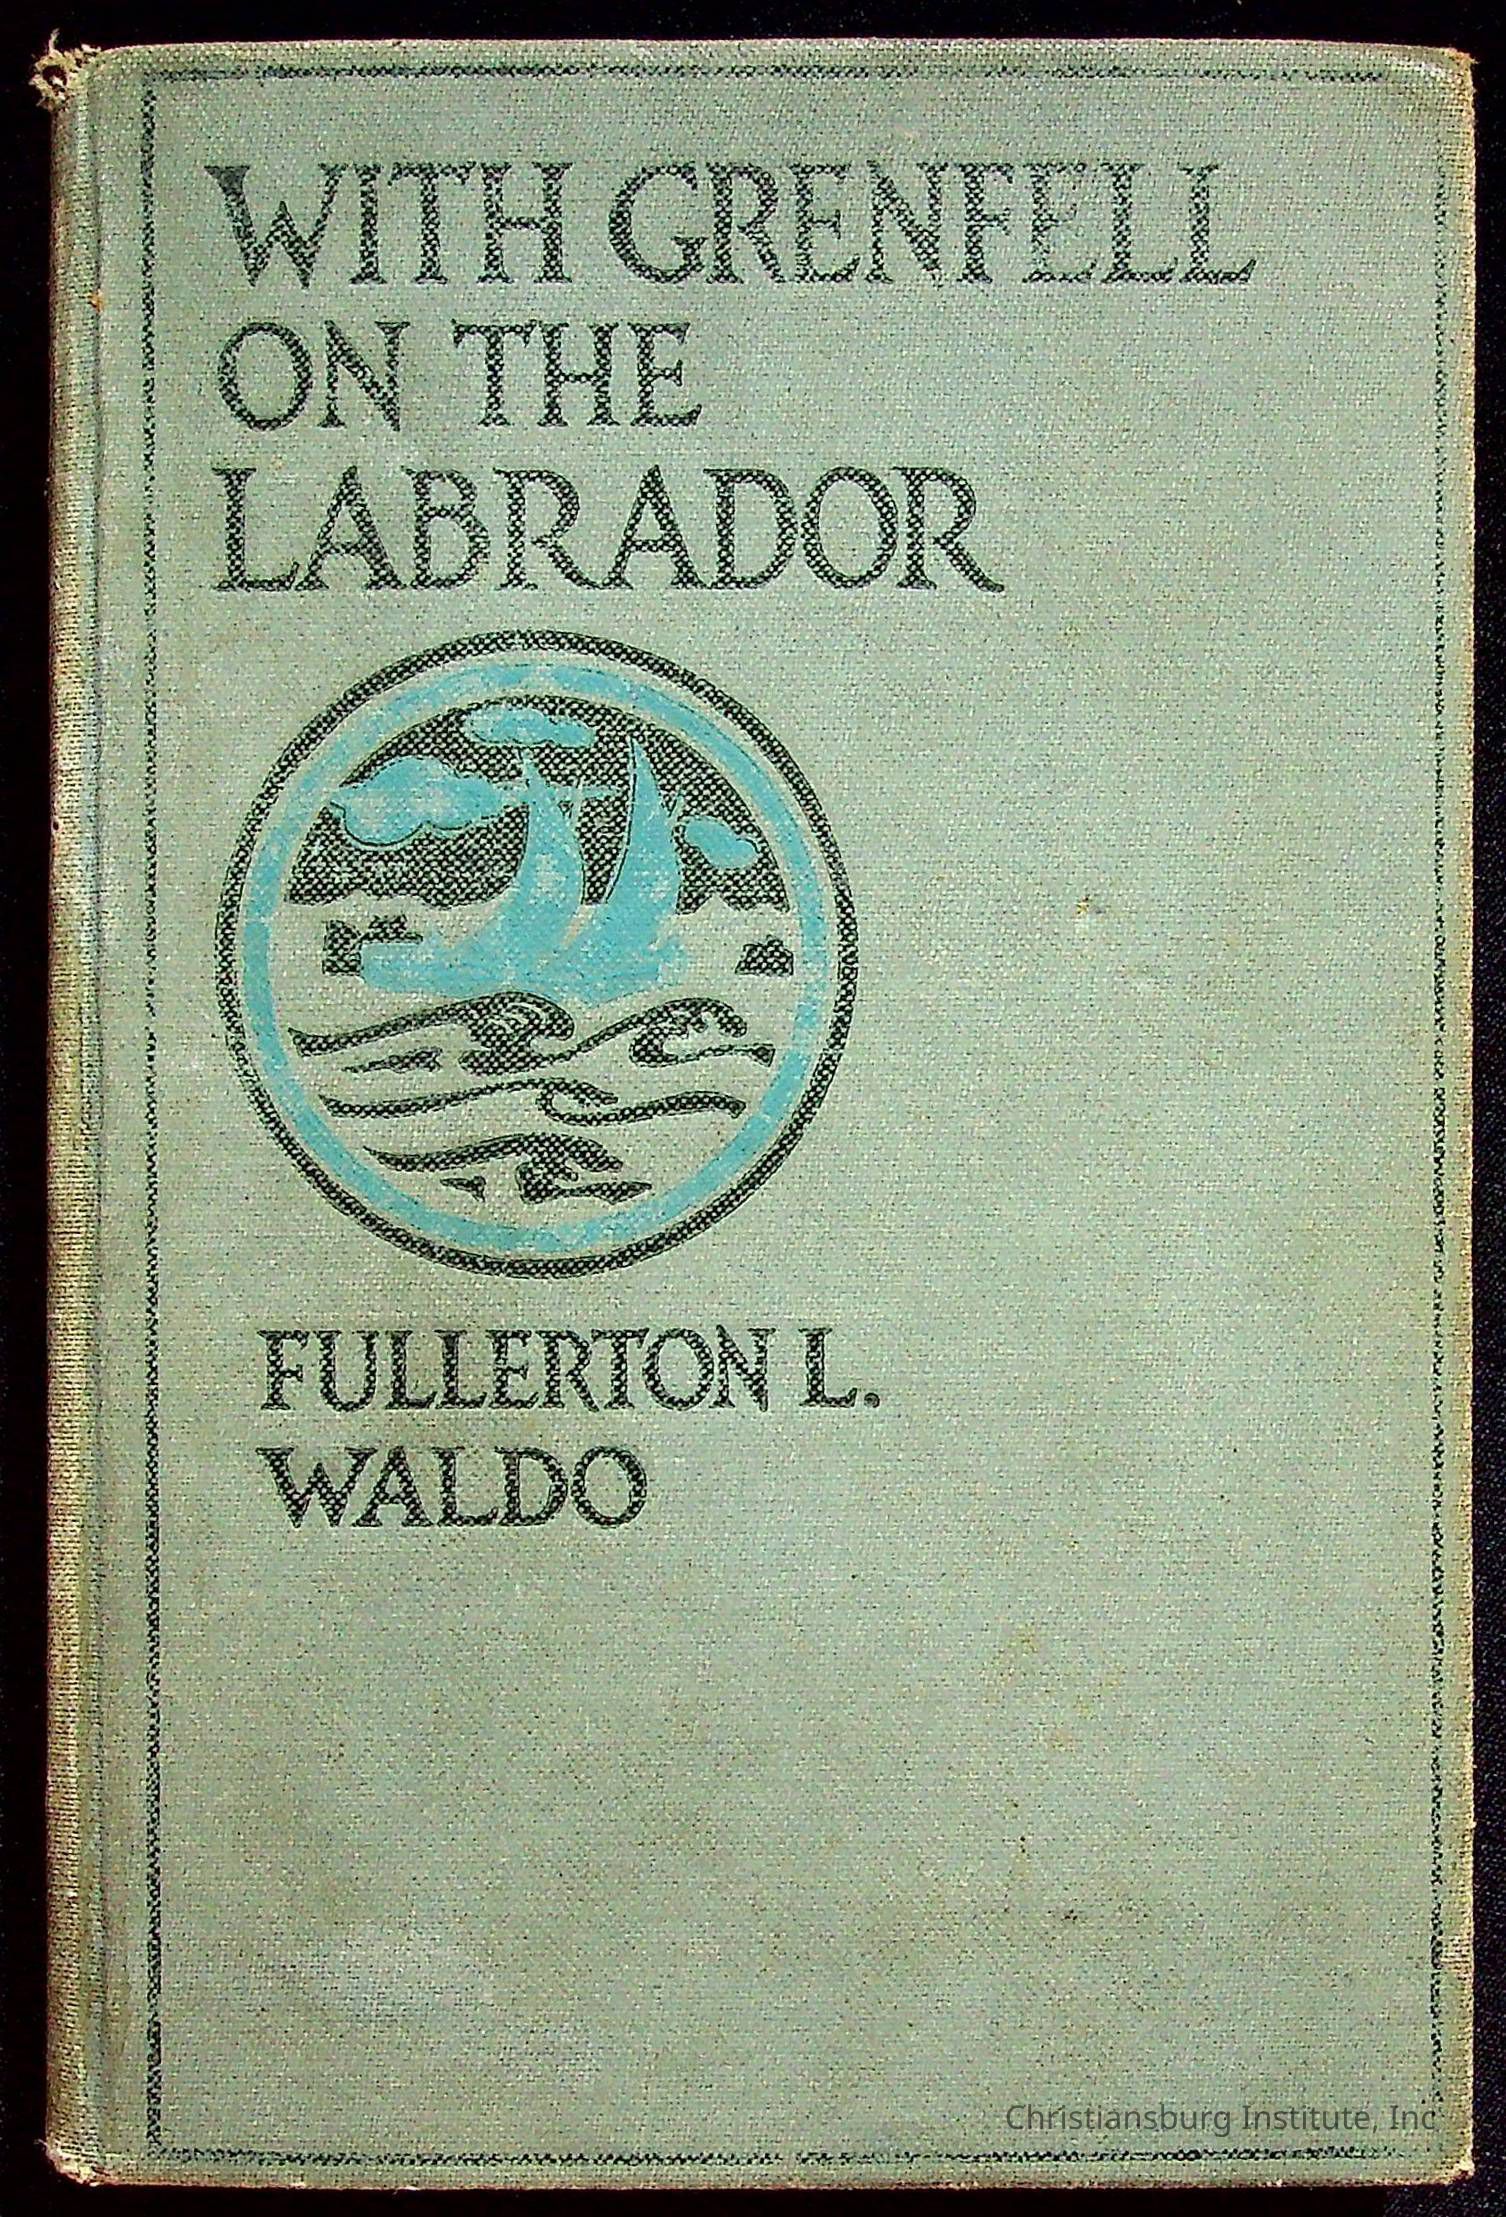 WITH GRENFELL
ON THE
LABRADOR
FULLERTON L.
WALDO
Christiansburg Institute, Inc